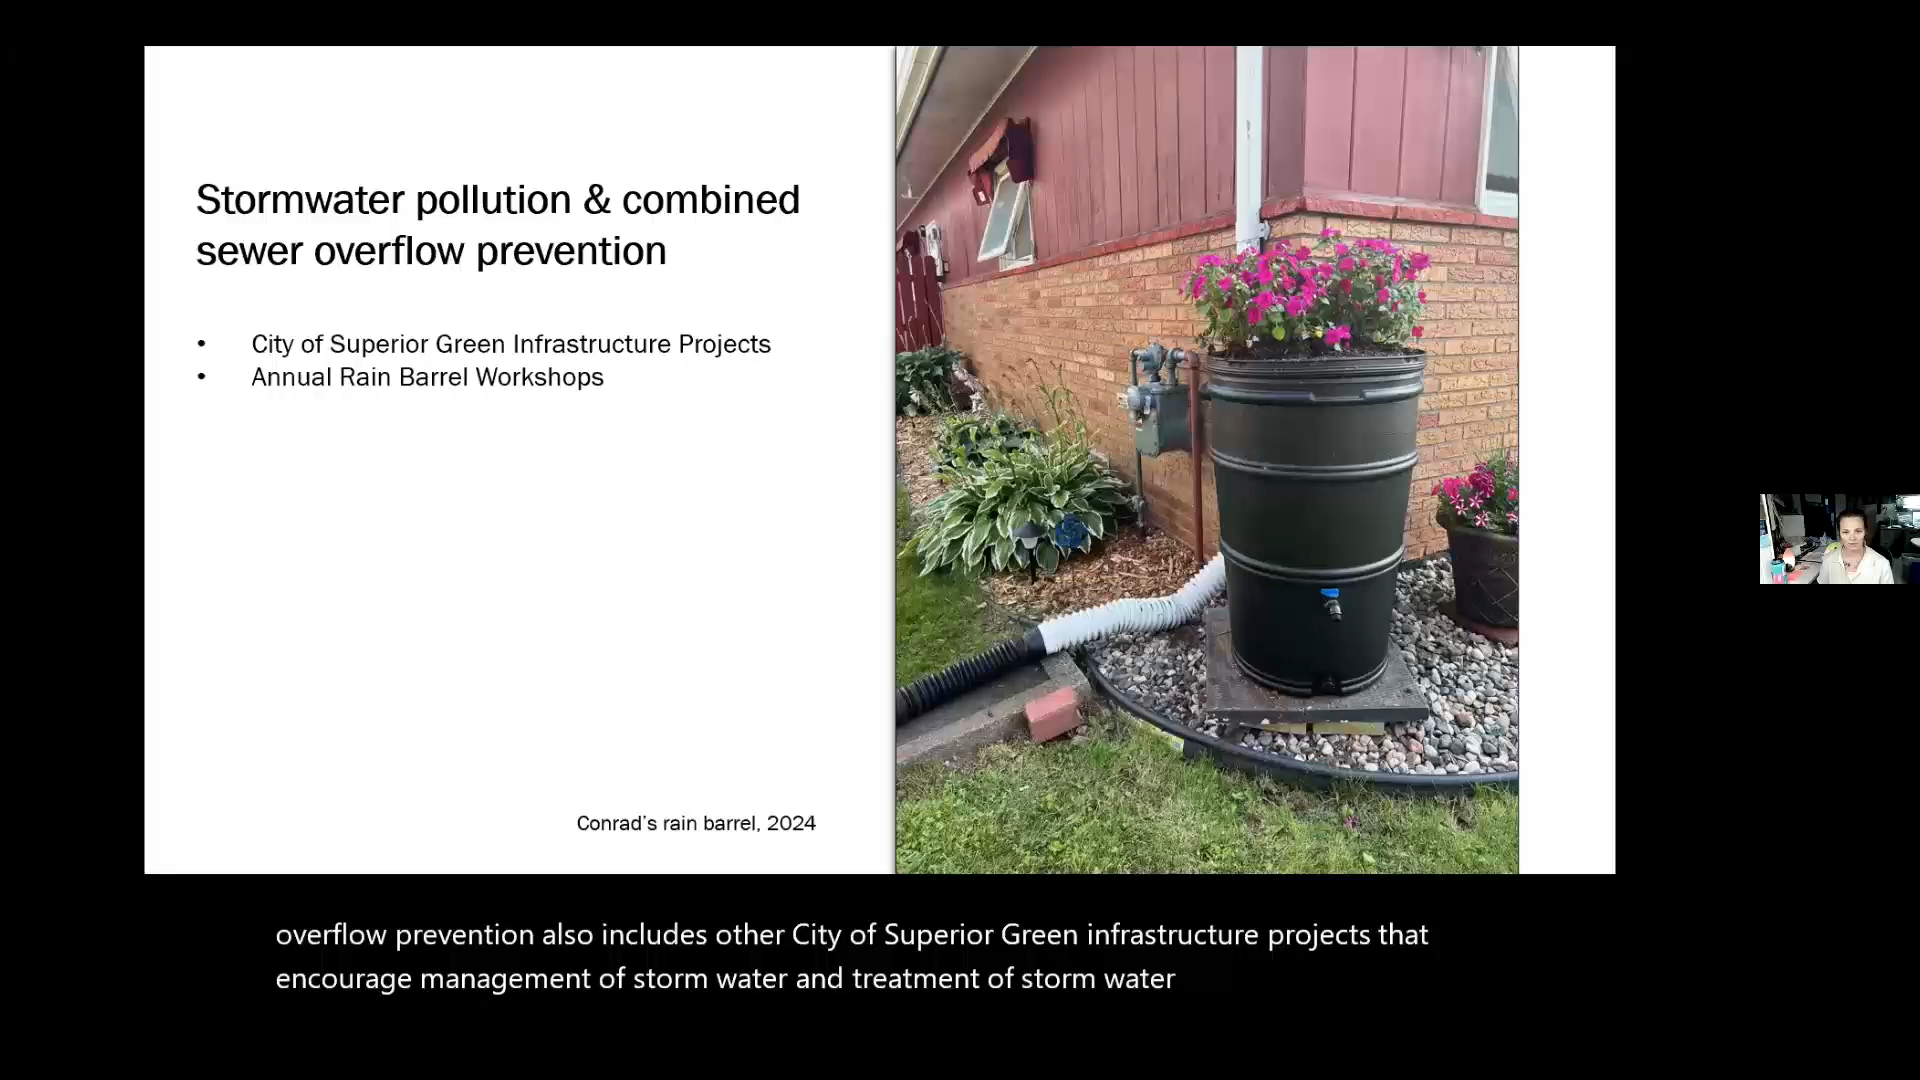 Stormwater pollution & combined
sewer overflow prevention
• City of Superior Green Infrastructure Projects
• Annual Rain Barrel Workshops
Conrad's rain barrel, 2024
overflow prevention also includes other City of Superior Green infrastructure projects that
encourage management of storm water and treatment of storm water